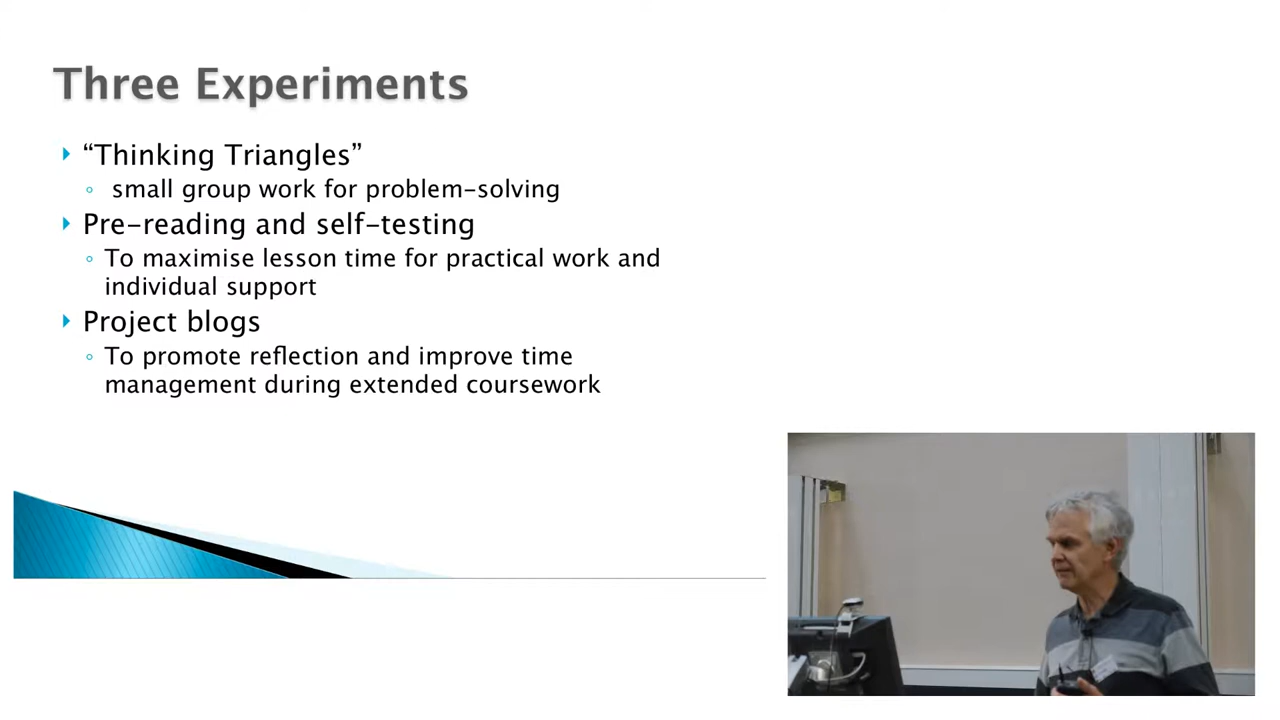 Three Experiments
“Thinking Triangles”
small group work for problem-solving
Pre-reading and self-testing
To maximise lesson time for practical work and
individual support
Project blogs
To promote reflection and improve time
management during extended coursework